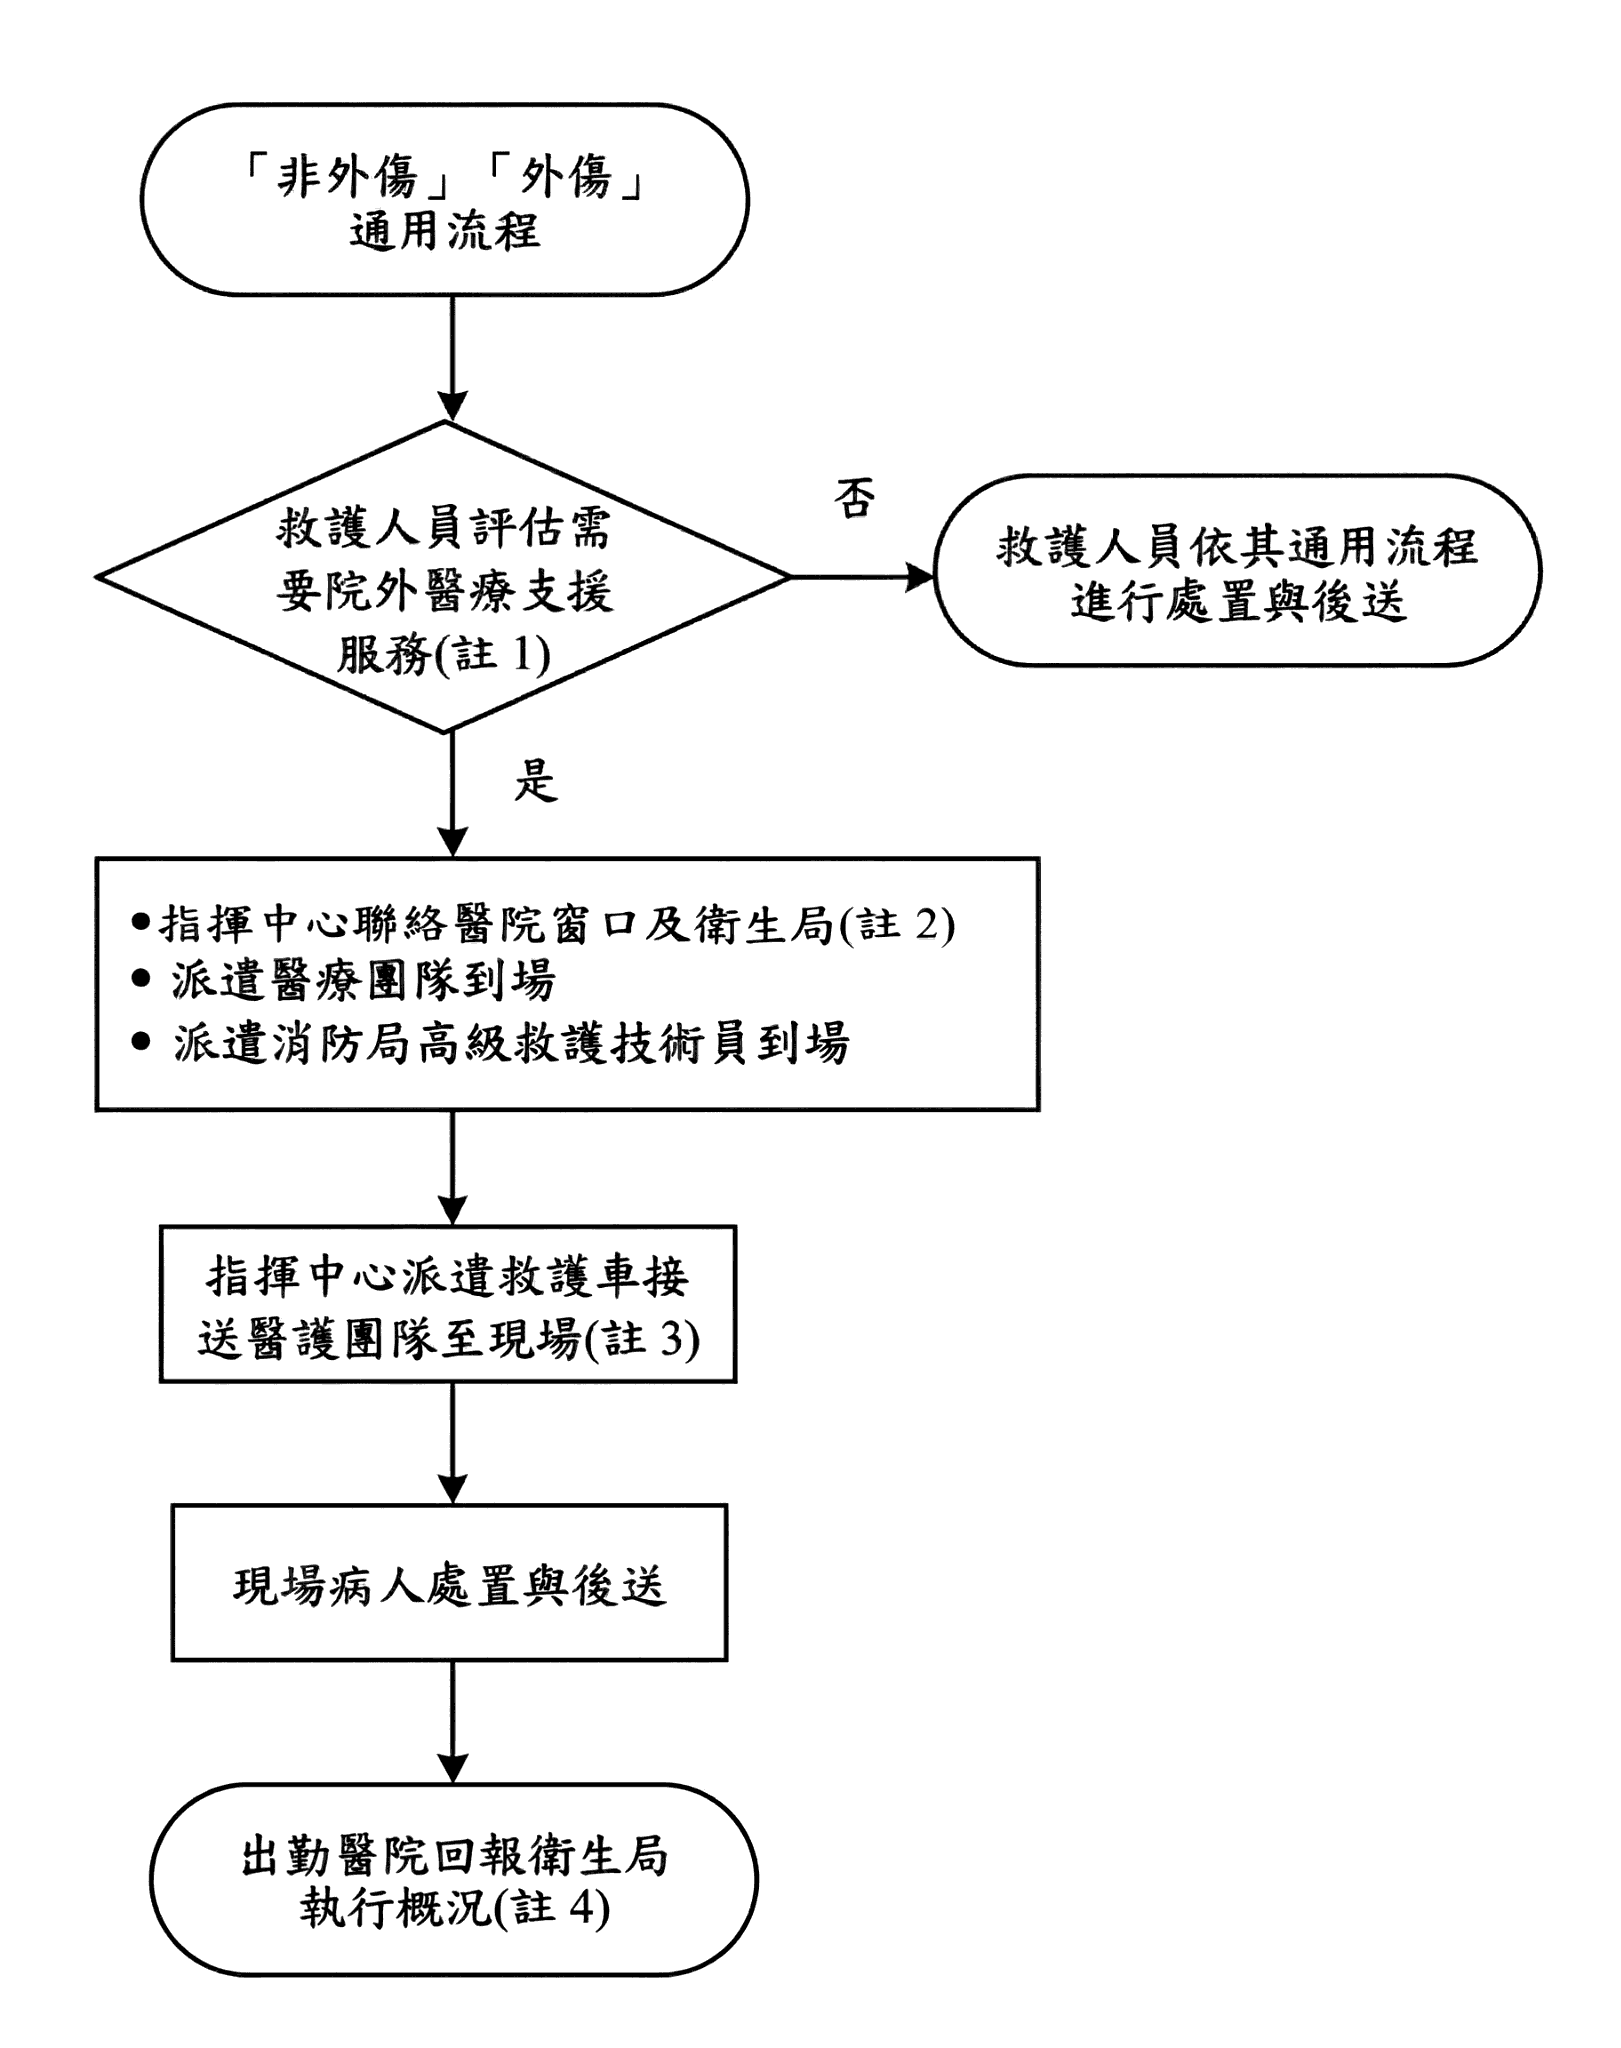 「非外傷」「外傷」
通用流程
救護人員評估需
要院外醫療支援
服務(註 1)
否
救護人員依其通用流程
進行處置與後送
是
•指揮中心聯絡醫院窗口及衛生局(註 2)
• 派遣醫療團隊到場
• 派遣消防局高級救護技術員到場
指揮中心派遣救護車接
送醫護團隊至現場(註 3)
現場病人處置與後送
出勤醫院回報衛生局
執行概況(註 4)